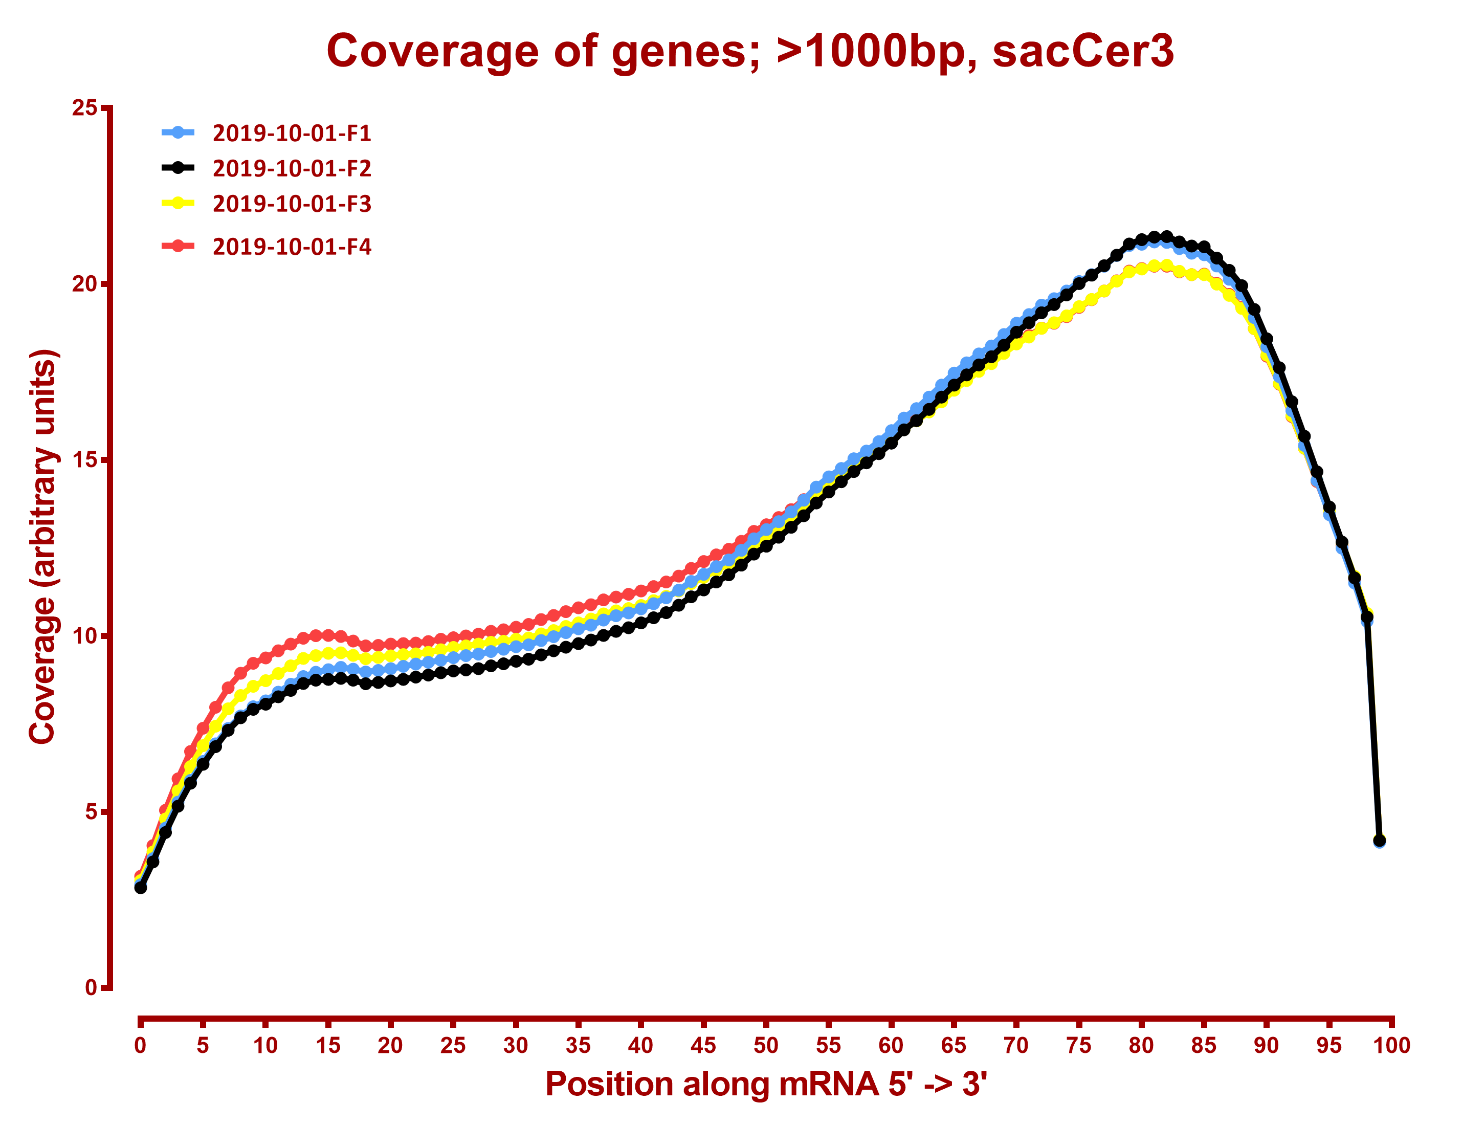 Coverage of genes; >1000bp, sacCer3
25
20
15
10
5
0
Coverage (arbitrary units)
2019-10-01-F1
2019-10-01-F2
2019-10-01-F3
2019-10-01-F4
0 5 10 15 20 25 30 35 40 45 50 55 60 65 70 75 80 85 90 95 100
Position along mRNA 5' -> 3'